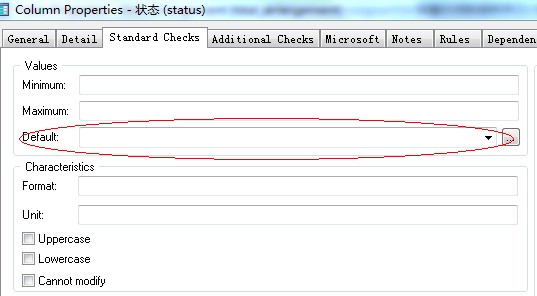 Column Properties - 状态 (status)
General Detail Standard Checks Additional Checks Microsoft Notes Rules Dependen
Values
Minimum:
Maximum:
Default:
...
Characteristics
Format:
Unit:
Uppercase
Lowercase
Cannot modify